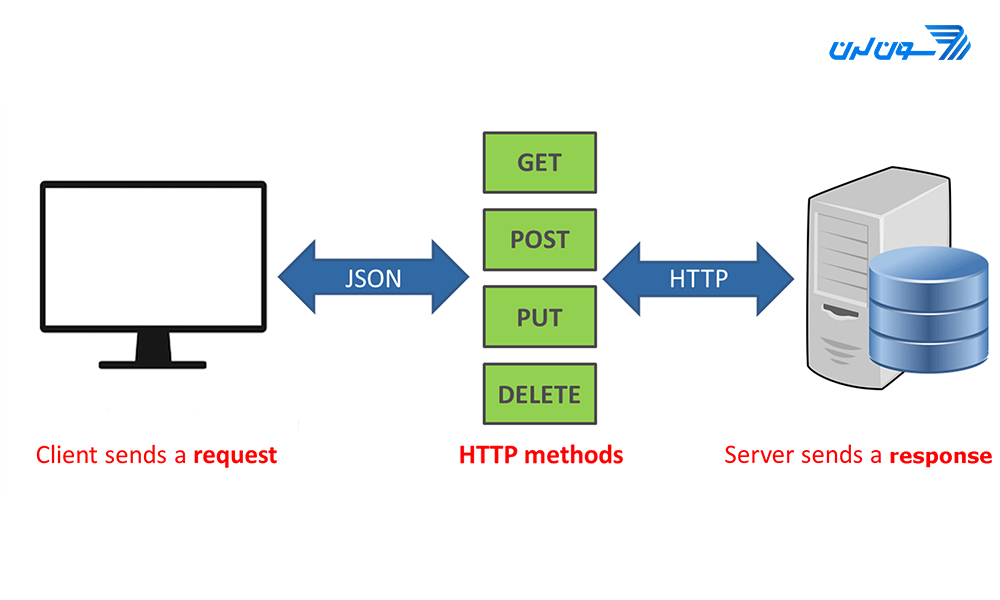 سون لرن
GET
POST
JSON
HTTP
PUT
DELETE
Client sends a request
HTTP methods
Server sends a response